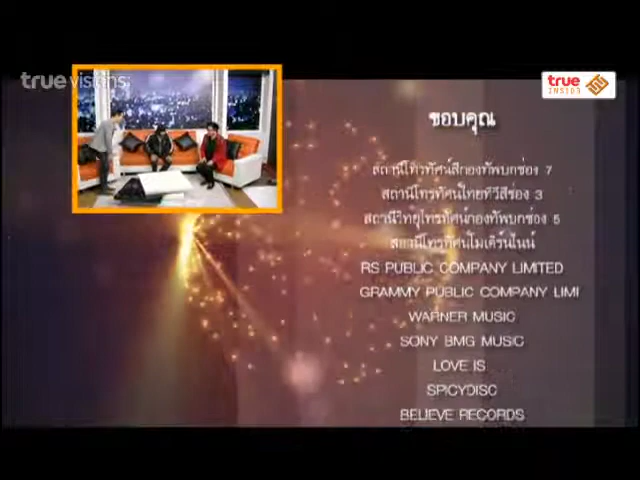 true visions
true
INSIDE
ขอบคุณ
สถานีโทรทัศน์สีกองทัพบกช่อง 7
สถานีโทรทัศน์ไทยทีวีสีช่อง 3
สถานีวิทยุโทรทัศน์กองทัพบกช่อง 5
สถานีโทรทัศน์โมเดิร์นไนน์
RS PUBLIC COMPANY LIMITED
GRAMMY PUBLIC COMPANY LIMI
WARNER MUSIC
SONY BMG MUSIC
LOVE IS
SPICYDISC
BELIEVE RECORDS